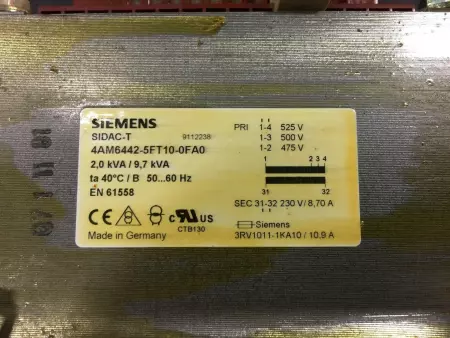 SIEMENS
SIDAC-T 9112238
4AM6442-5FT10-0FA0
2,0 kVA / 9,7 kVA
ta 40°C / B 50...60 Hz
EN 61558
CE c RU US
CTB130
Made in Germany
PRI 1-4 525 V
1-3 500 V
1-2 475 V
1 2 3 4
31 32
SEC 31-32 230 V / 8,70 A
Siemens
3RV1011-1KA10 / 10,9 A